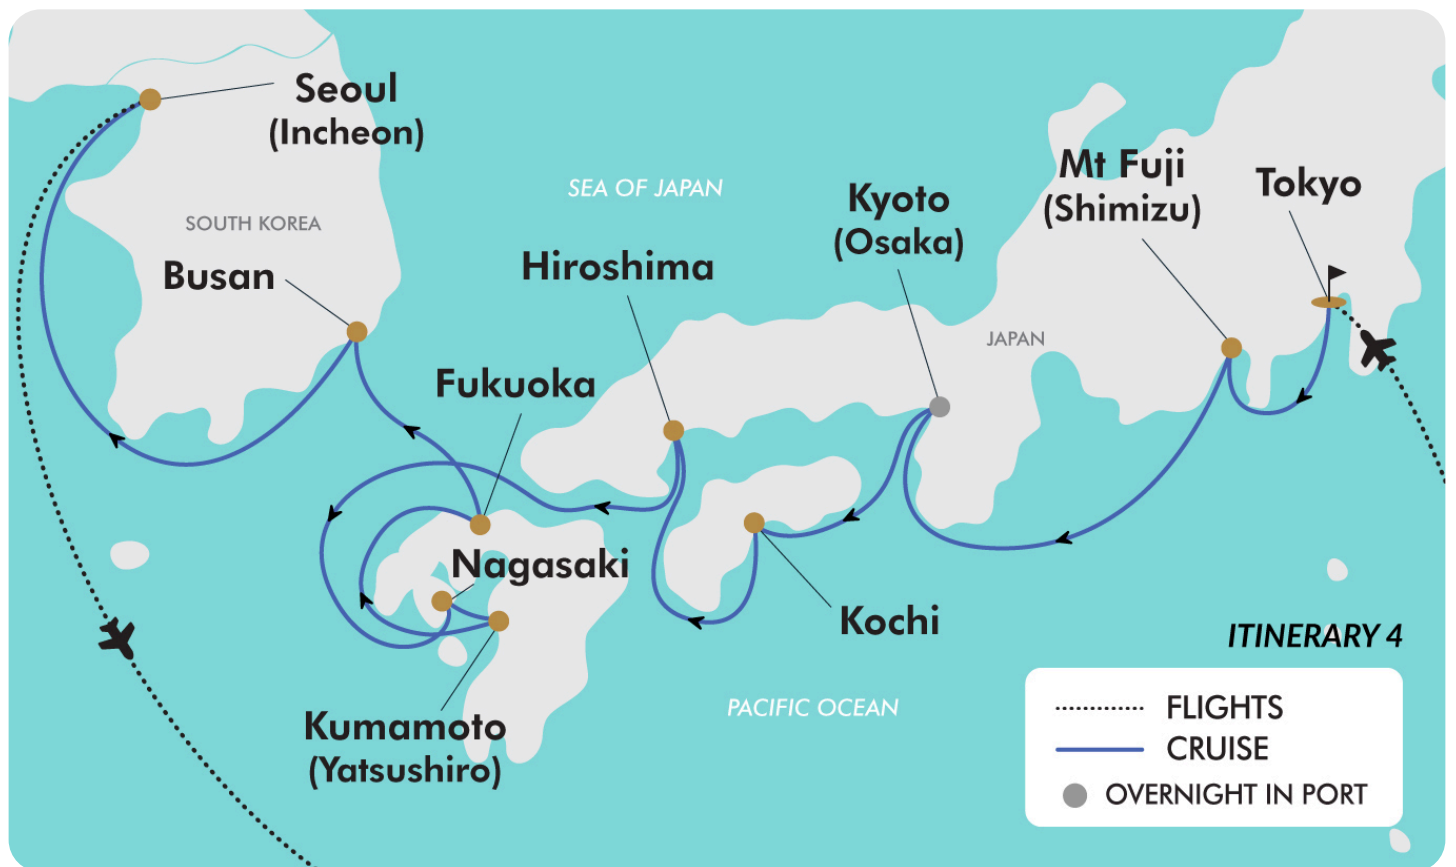 Seoul
(Incheon)
SEA OF JAPAN
Mt Fuji
(Shimizu)
Tokyo
Kyoto
(Osaka)
SOUTH KOREA
Busan
Hiroshima
JAPAN
Fukuoka
Nagasaki
Kochi
Kumamoto
(Yatsushiro)
PACIFIC OCEAN
ITINERARY 4
FLIGHTS
CRUISE
OVERNIGHT IN PORT